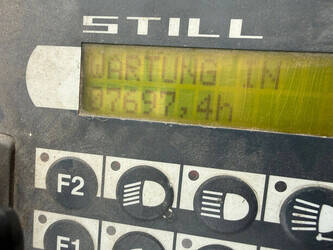 STILL
WARTUNG IN
07697,4h
F2
F1